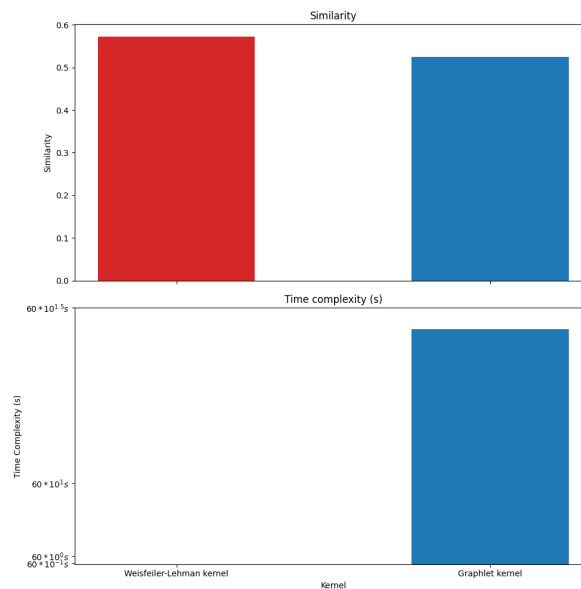 Similarity
0.6
0.5
0.4
0.3
0.2
0.1
0.0
Similarity
Time complexity (s)
60 * 10^1.5 s
60 * 10^1 s
60 * 10^0 s
60 * 10^-1 s
Time Complexity (s)
Weisfeiler-Lehman kernel
Graphlet kernel
Kernel